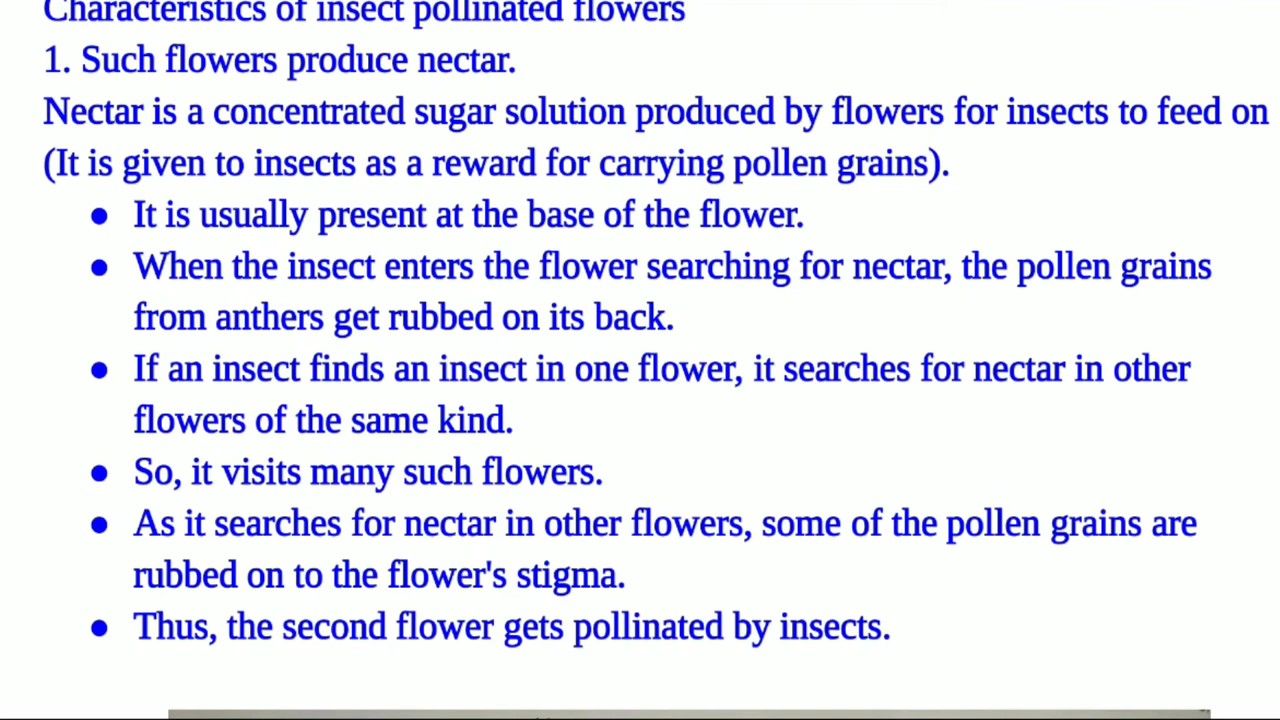 Characteristics of insect pollinated flowers
1. Such flowers produce nectar.
Nectar is a concentrated sugar solution produced by flowers for insects to feed on
(It is given to insects as a reward for carrying pollen grains).
● It is usually present at the base of the flower.
● When the insect enters the flower searching for nectar, the pollen grains
from anthers get rubbed on its back.
● If an insect finds an insect in one flower, it searches for nectar in other
flowers of the same kind.
● So, it visits many such flowers.
● As it searches for nectar in other flowers, some of the pollen grains are
rubbed on to the flower's stigma.
● Thus, the second flower gets pollinated by insects.